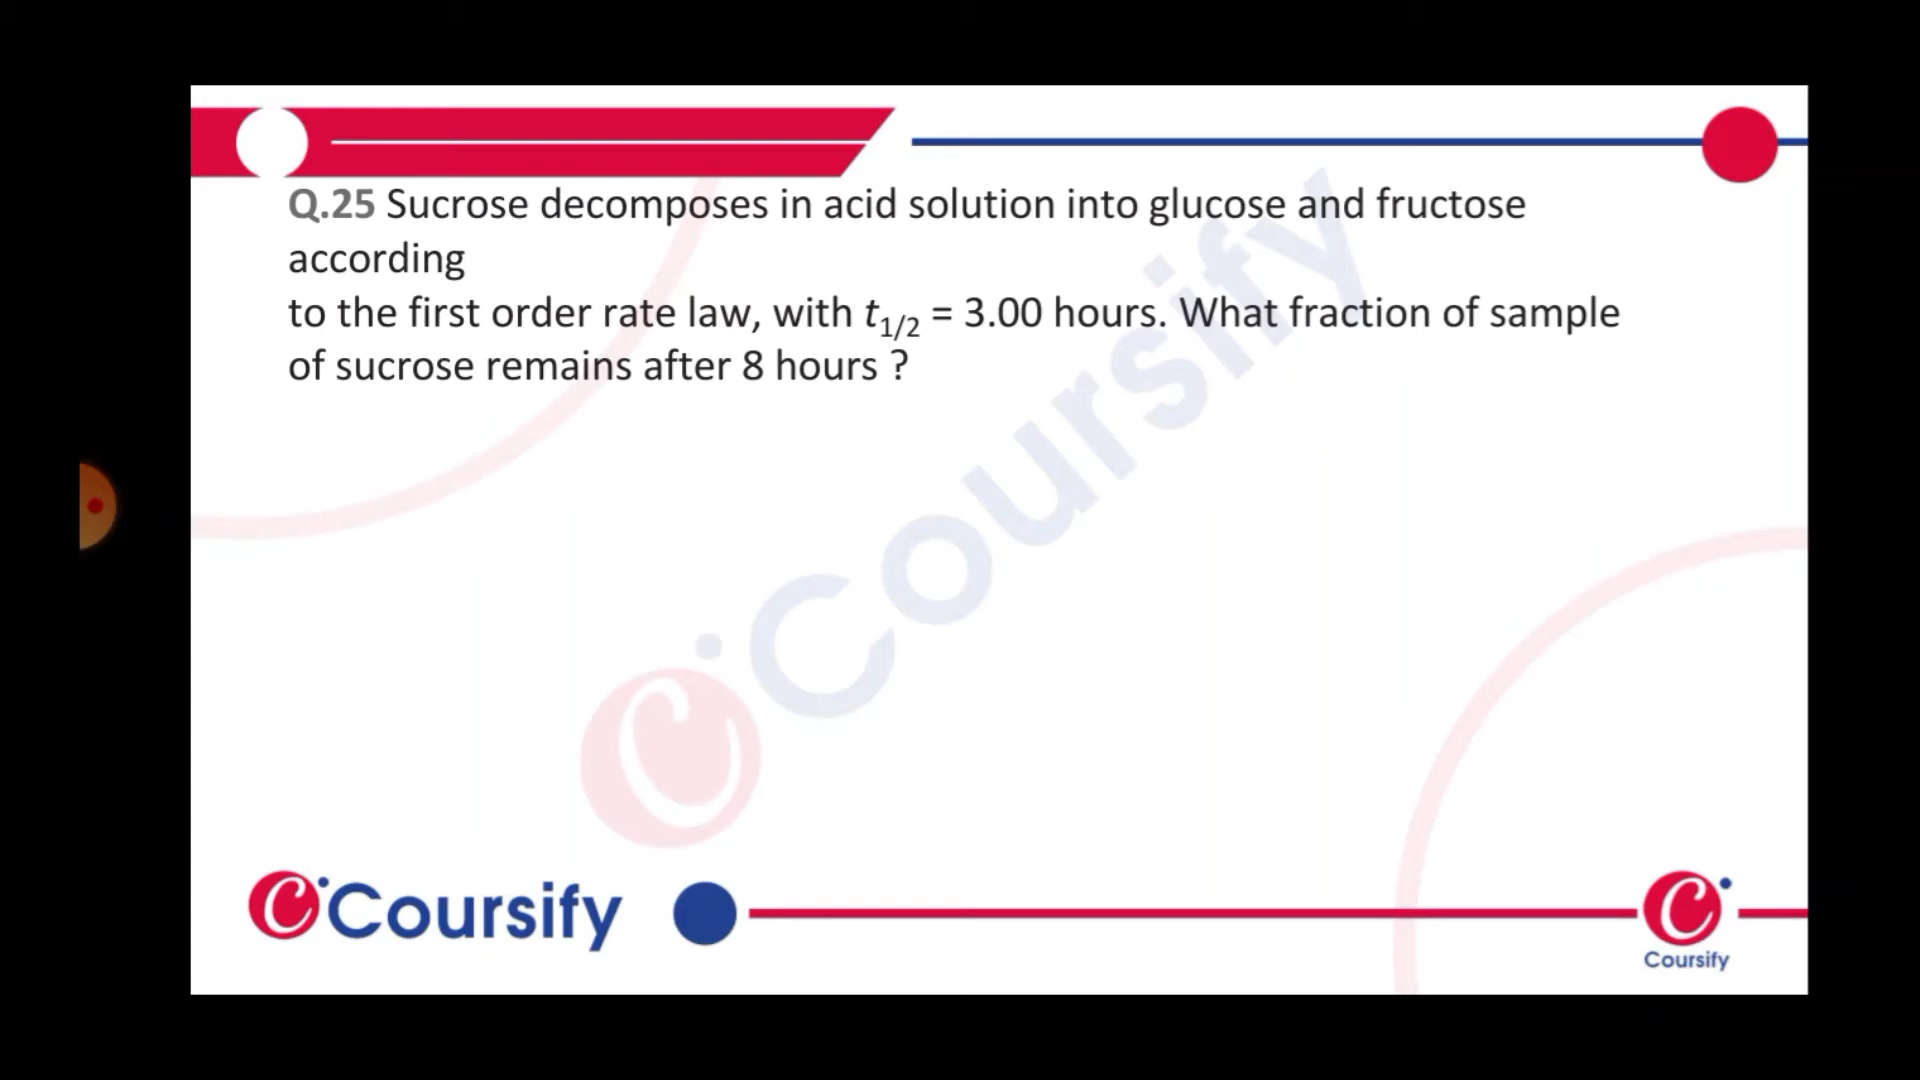 Q.25 Sucrose decomposes in acid solution into glucose and fructose
according
to the first order rate law, with t1/2 = 3.00 hours. What fraction of sample
of sucrose remains after 8 hours ?
Coursify
Coursify
Coursify